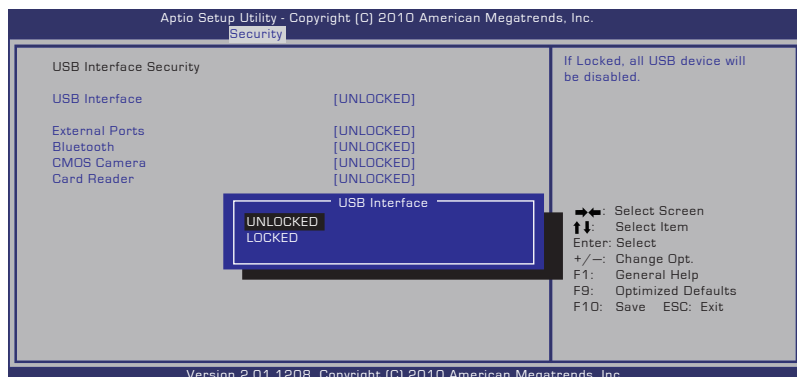 Aptio Setup Utility - Copyright (C) 2010 American Megatrends, Inc.
Security
USB Interface Security
USB Interface [UNLOCKED]
External Ports [UNLOCKED]
Bluetooth [UNLOCKED]
CMOS Camera [UNLOCKED]
Card Reader [UNLOCKED]
USB Interface
UNLOCKED
LOCKED
If Locked, all USB device will
be disabled.
→←: Select Screen
↑↓: Select Item
Enter: Select
+/—: Change Opt.
F1: General Help
F9: Optimized Defaults
F10: Save ESC: Exit
Version 2.01.1208. Copyright (C) 2010 American Megatrends, Inc.